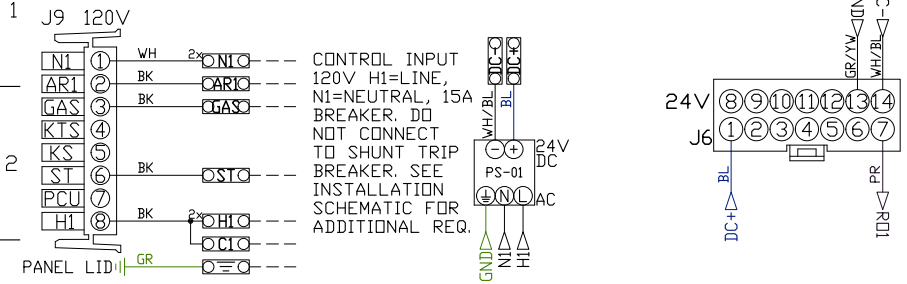 1
2
J9 120V
N1 1 WH 2x N1
AR1 2 BK AR1
GAS 3 BK GAS
KTS 4
KS 5
ST 6 BK ST
PCU 7
H1 8 BK 2x H1
C1
PANEL LID GR
CONTROL INPUT
120V H1=LINE,
N1=NEUTRAL, 15A
BREAKER. DO
NOT CONNECT
TO SHUNT TRIP
BREAKER. SEE
INSTALLATION
SCHEMATIC FOR
ADDITIONAL REQ.
DC- DC+
WH/BL BL
- + 24V
DC
PS-01
N L AC
GND N1 H1
ND C-
GR/YW WH/BL
24V 8 9 10 11 12 13 14
J6 1 2 3 4 5 6 7
BL PR
DC+ RO1